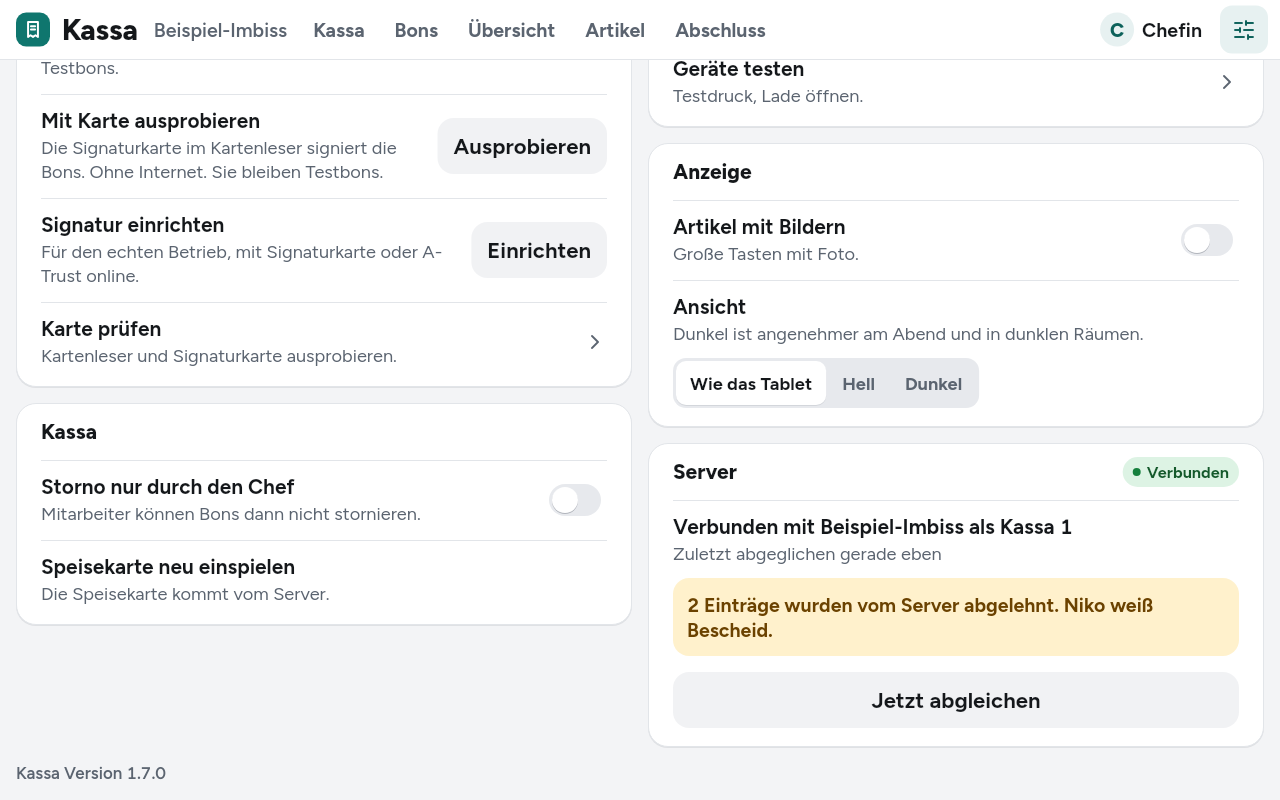 Kassa Beispiel-Imbiss Kassa Bons Übersicht Artikel Abschluss C Chefin
Testbons.
Mit Karte ausprobieren
Die Signaturkarte im Kartenleser signiert die
Bons. Ohne Internet. Sie bleiben Testbons.
Ausprobieren
Signatur einrichten
Für den echten Betrieb, mit Signaturkarte oder A-
Trust online.
Einrichten
Karte prüfen
Kartenleser und Signaturkarte ausprobieren.
Kassa
Storno nur durch den Chef
Mitarbeiter können Bons dann nicht stornieren.
Speisekarte neu einspielen
Die Speisekarte kommt vom Server.
Geräte testen
Testdruck, Lade öffnen.
Anzeige
Artikel mit Bildern
Große Tasten mit Foto.
Ansicht
Dunkel ist angenehmer am Abend und in dunklen Räumen.
Wie das Tablet Hell Dunkel
Server Verbunden
Verbunden mit Beispiel-Imbiss als Kassa 1
Zuletzt abgeglichen gerade eben
2 Einträge wurden vom Server abgelehnt. Niko weiß
Bescheid.
Jetzt abgleichen
Kassa Version 1.7.0